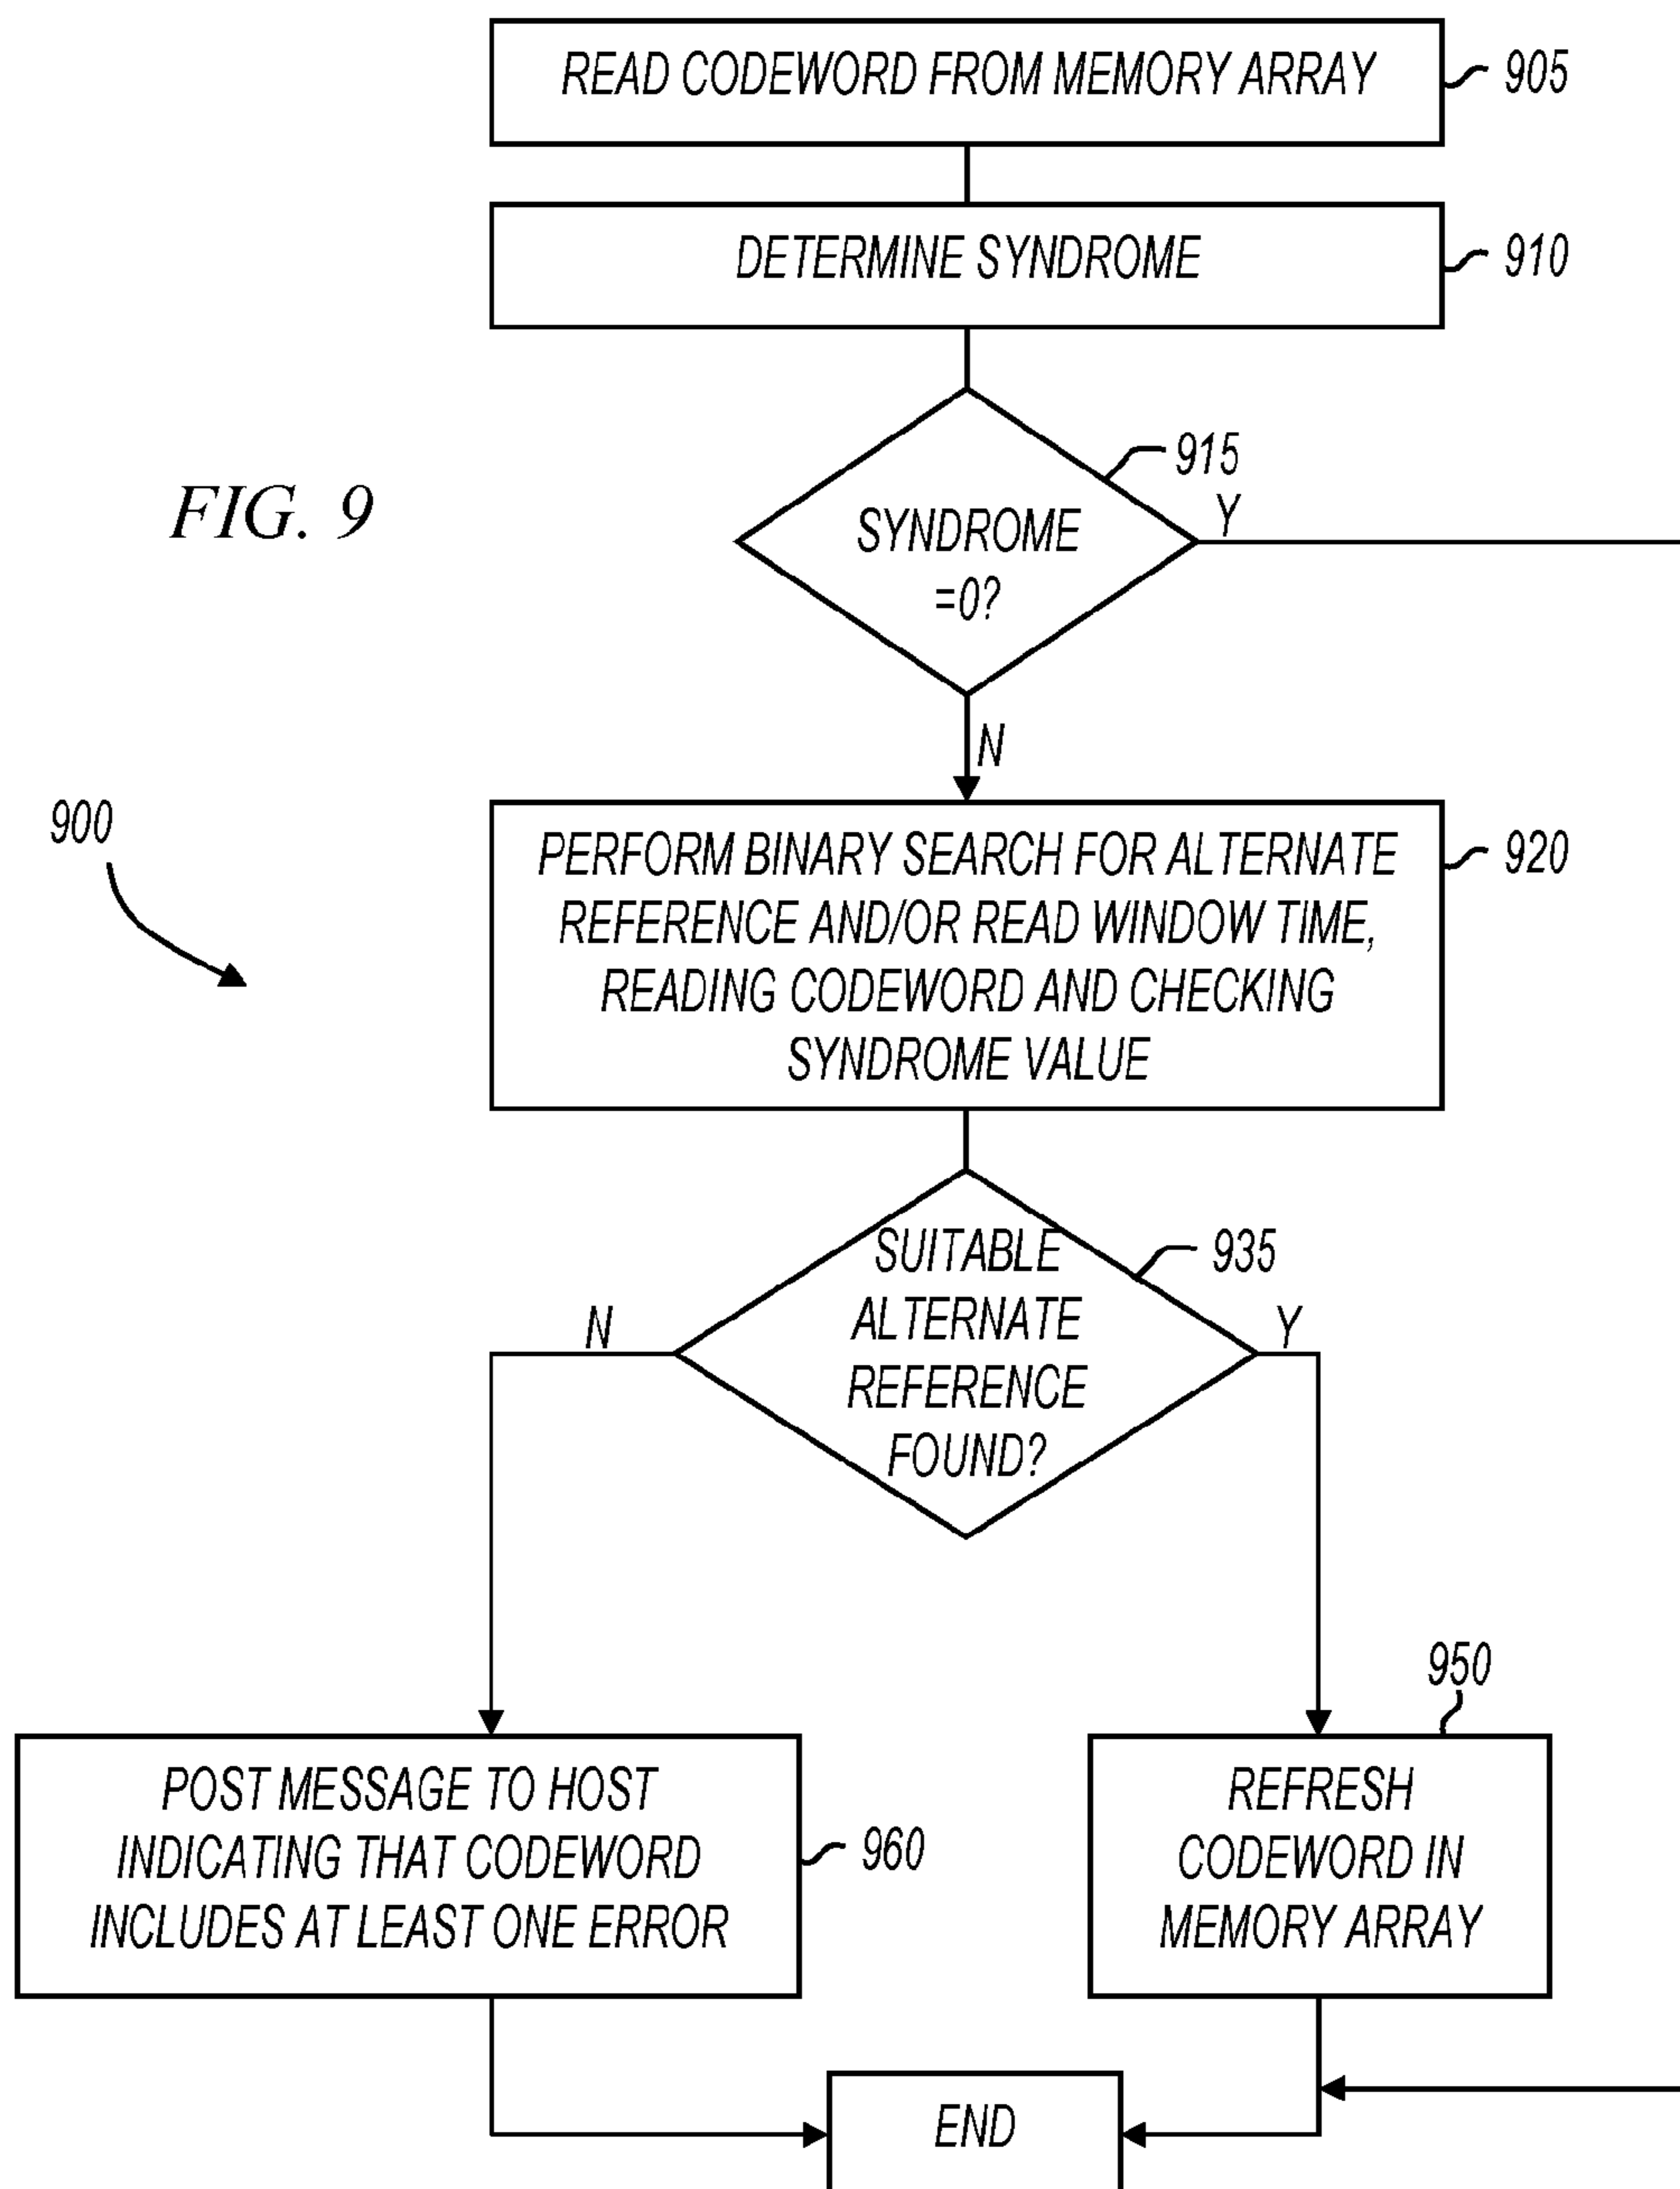 READ CODEWORD FROM MEMORY ARRAY
905
DETERMINE SYNDROME
910
915
FIG. 9
SYNDROME
=0?
Y
N
900
PERFORM BINARY SEARCH FOR ALTERNATE
REFERENCE AND/OR READ WINDOW TIME,
READING CODEWORD AND CHECKING
SYNDROME VALUE
920
SUITABLE
ALTERNATE
REFERENCE
FOUND?
935
N
Y
950
POST MESSAGE TO HOST
INDICATING THAT CODEWORD
INCLUDES AT LEAST ONE ERROR
960
REFRESH
CODEWORD IN
MEMORY ARRAY
END